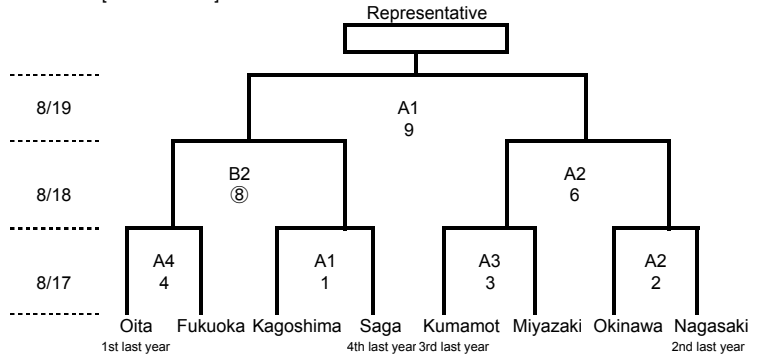 Representative
8/19
A1
9
B2
⑧
8/18
A2
6
A4
4
A1
1
8/17
A3
3
A2
2
Oita Fukuoka Kagoshima Saga Kumamot Miyazaki Okinawa Nagasaki
1st last year 4th last year 3rd last year 2nd last year